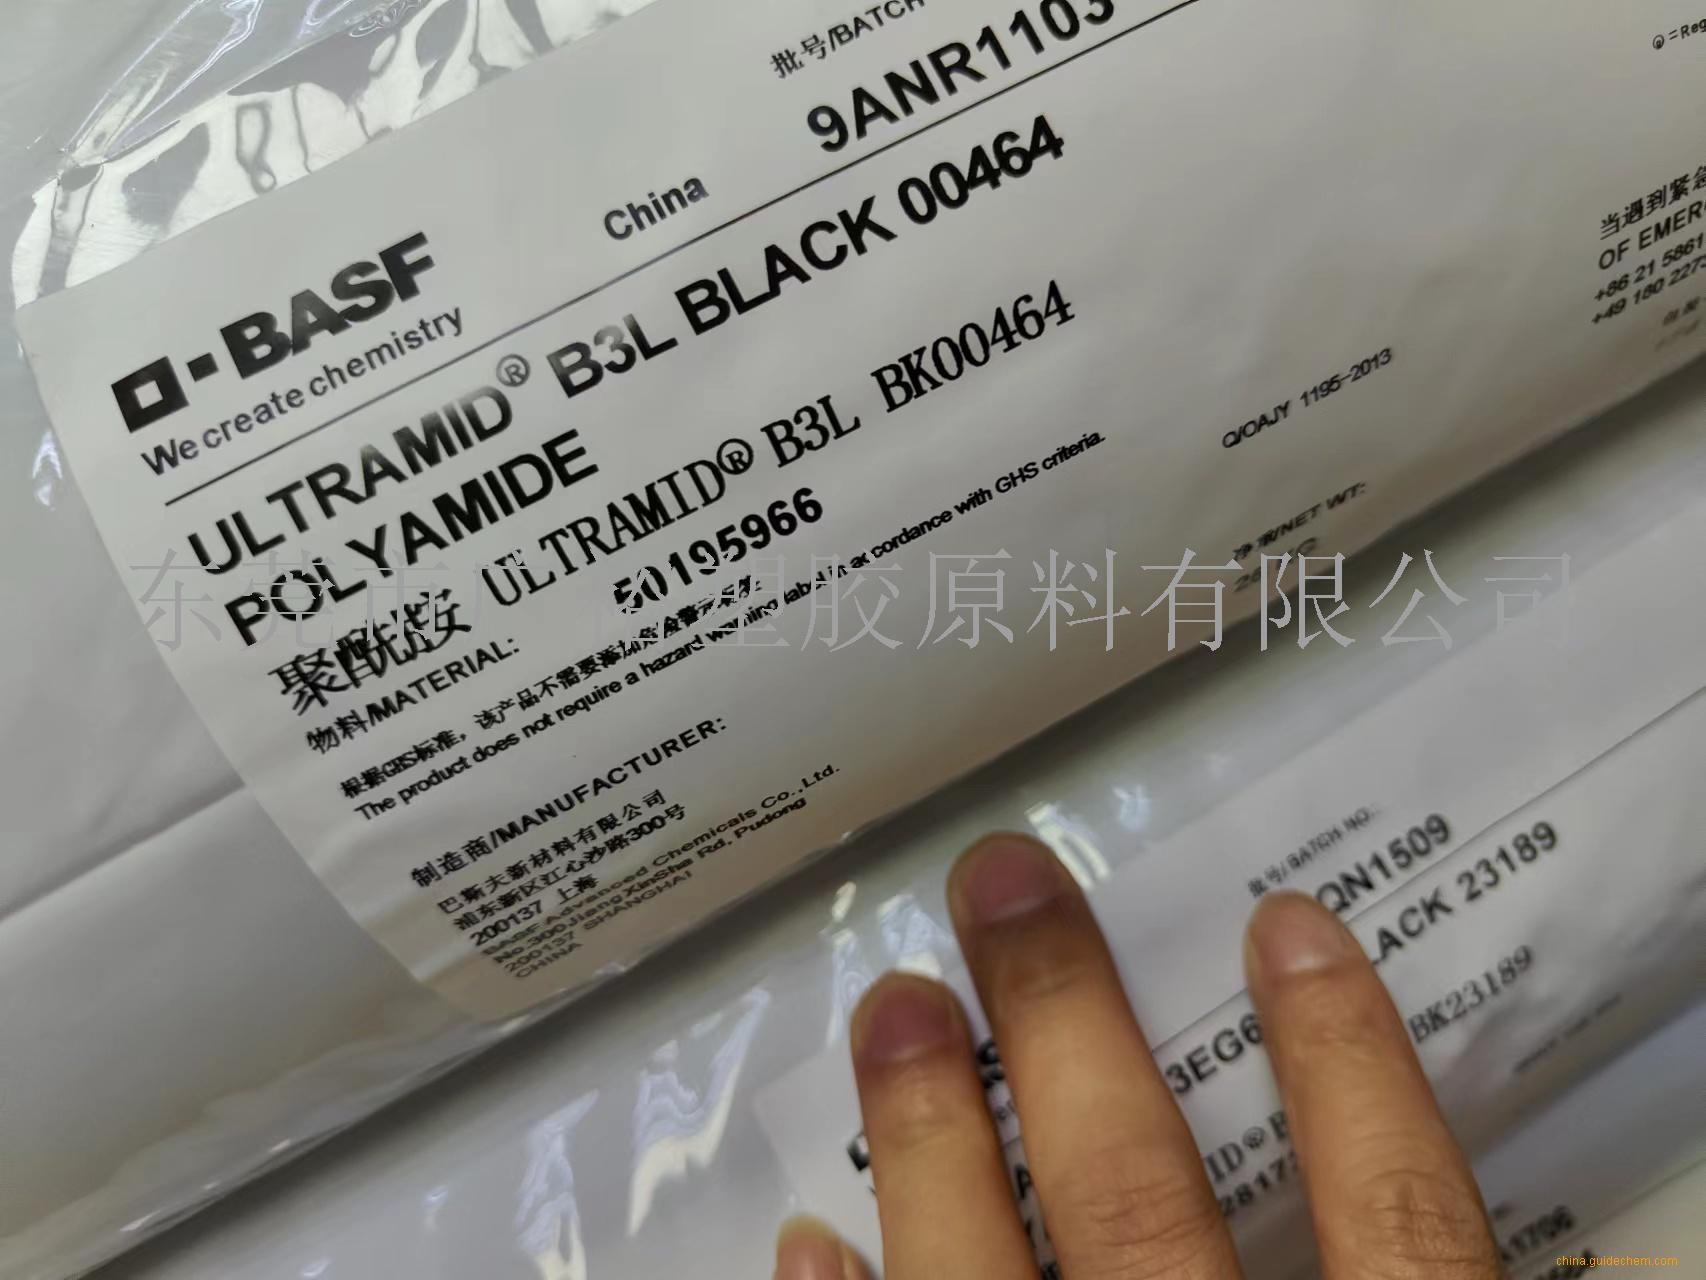 批号/BATCH
9ANR1103
China
BASF
We create chemistry
ULTRAMID® B3L BLACK 00464
POLYAMIDE
聚酰胺 ULTRAMID® B3L BK00464
物料/MATERIAL: 50195966
根据GHS标准，该产品不需要添加危险警示标签
The product does not require a hazard warning label in accordance with GHS criteria.
制造商/MANUFACTURER:
巴斯夫新材料有限公司
浦东新区江心沙路300号
200137 上海
BASF Advanced Chemicals Co.,Ltd.
No.300JiangXinSha Rd, Pudong
200137 SHANGHAI
CHINA
Q/OAJY 1195-2013
净重/NET WT:
=Reg
当遇到紧急
OF EMER
+86 21 5861
+49 180 2273
东莞市 塑胶原料有限公司
批号/BATCH NO.:
QN1509
3EG6 LACK 23189
BK23189
china.guidechem.com